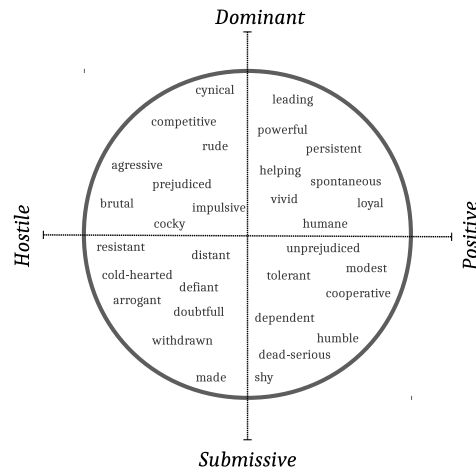 Dominant
cynical
leading
competitive
powerful
rude
persistent
agressive
helping
prejudiced
spontaneous
brutal
impulsive
vivid
loyal
cocky
humane
Hostile
Positive
resistant
unprejudiced
distant
modest
cold-hearted
tolerant
defiant
cooperative
arrogant
doubtfull
dependent
withdrawn
humble
dead-serious
made
shy
Submissive